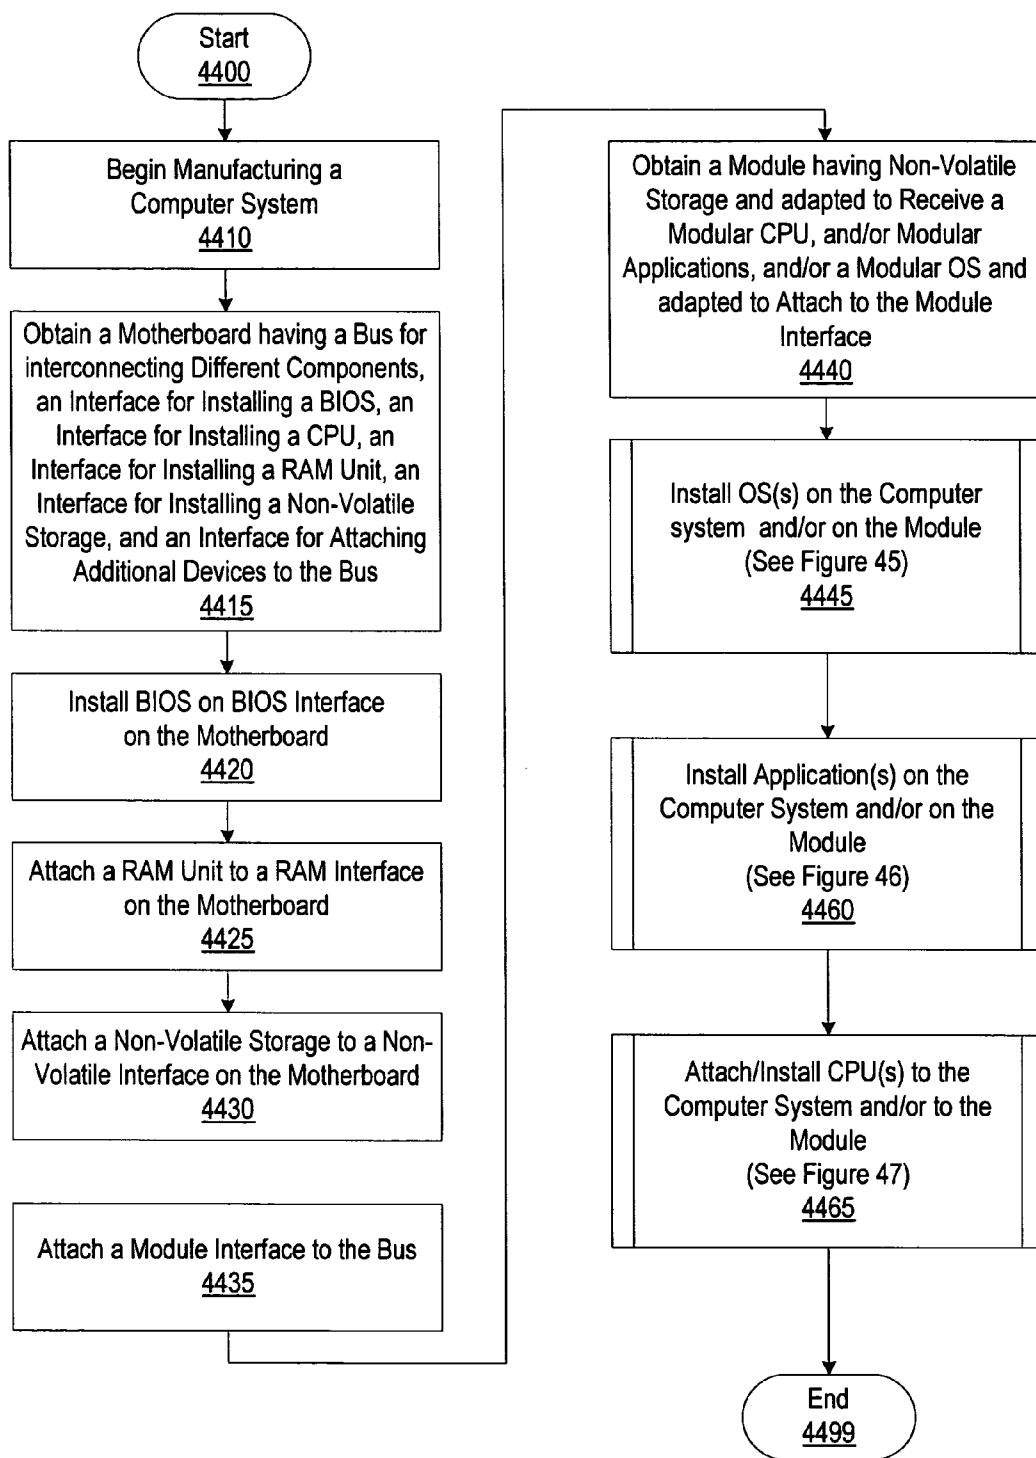 Start
4400
Begin Manufacturing a
Computer System
4410
Obtain a Motherboard having a Bus for
interconnecting Different Components,
an Interface for Installing a BIOS, an
Interface for Installing a CPU, an
Interface for Installing a RAM Unit, an
Interface for Installing a Non-Volatile
Storage, and an Interface for Attaching
Additional Devices to the Bus
4415
Install BIOS on BIOS Interface
on the Motherboard
4420
Attach a RAM Unit to a RAM Interface
on the Motherboard
4425
Attach a Non-Volatile Storage to a Non-
Volatile Interface on the Motherboard
4430
Attach a Module Interface to the Bus
4435
Obtain a Module having Non-Volatile
Storage and adapted to Receive a
Modular CPU, and/or Modular
Applications, and/or a Modular OS and
adapted to Attach to the Module
Interface
4440
Install OS(s) on the Computer
system and/or on the Module
(See Figure 45)
4445
Install Application(s) on the
Computer System and/or on the
Module
(See Figure 46)
4460
Attach/Install CPU(s) to the
Computer System and/or to the
Module
(See Figure 47)
4465
End
4499